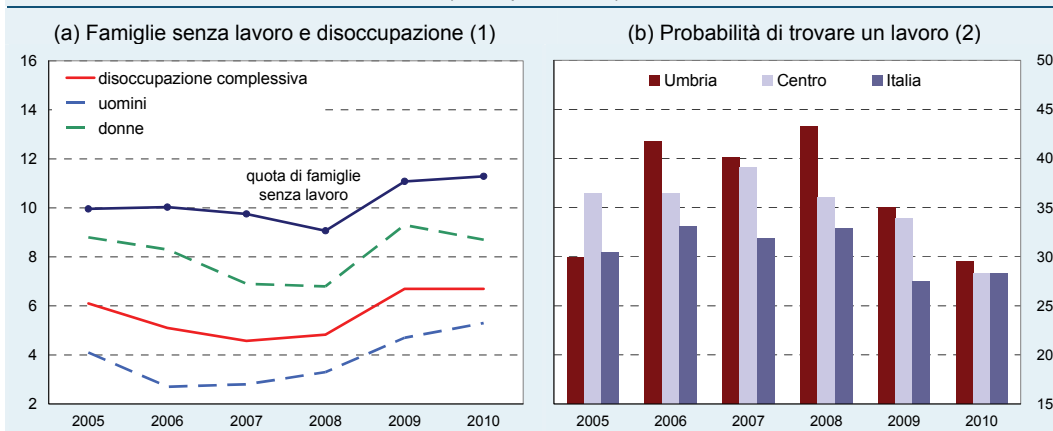 (a) Famiglie senza lavoro e disoccupazione (1)
16
14
12
10
8
6
4
2
disoccupazione complessiva
uomini
donne
quota di famiglie
senza lavoro
2005 2006 2007 2008 2009 2010
(b) Probabilità di trovare un lavoro (2)
Umbria Centro Italia
50
45
40
35
30
25
20
15
2005 2006 2007 2008 2009 2010